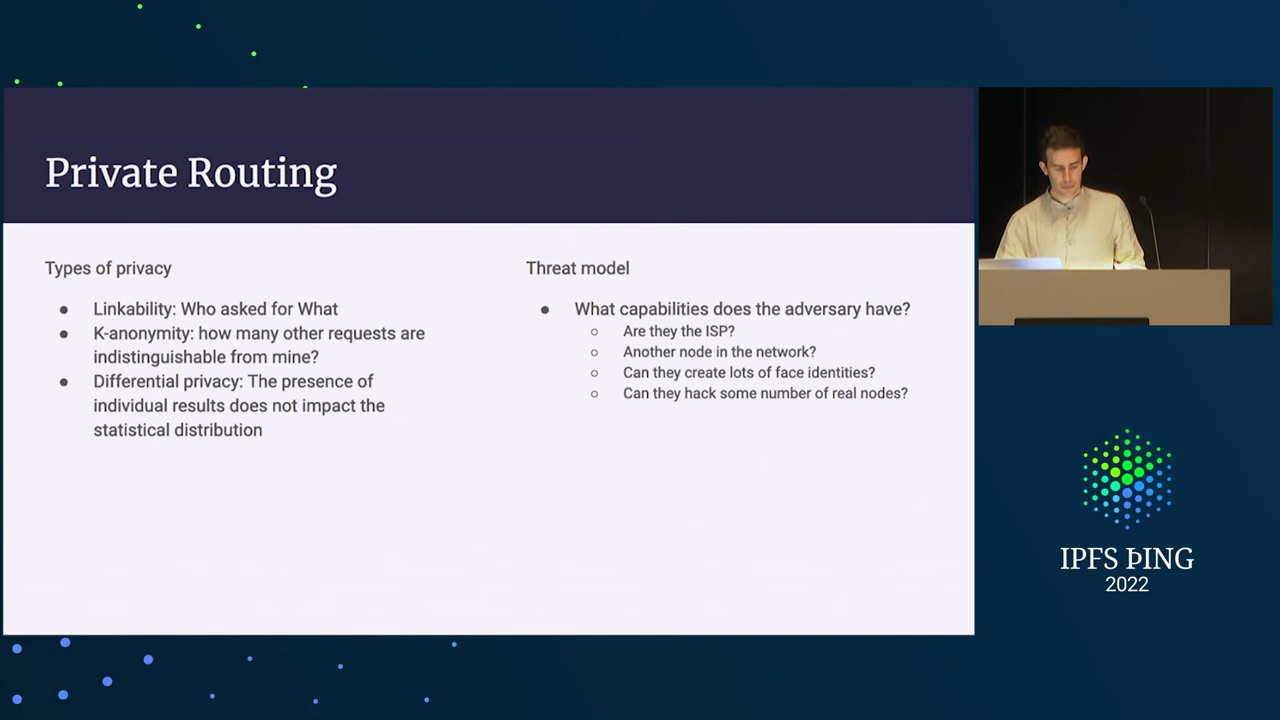 Private Routing
Types of privacy
● Linkability: Who asked for What
● K-anonymity: how many other requests are
indistinguishable from mine?
● Differential privacy: The presence of
individual results does not impact the
statistical distribution
Threat model
● What capabilities does the adversary have?
○ Are they the ISP?
○ Another node in the network?
○ Can they create lots of face identities?
○ Can they hack some number of real nodes?
IPFS ÞING
2022